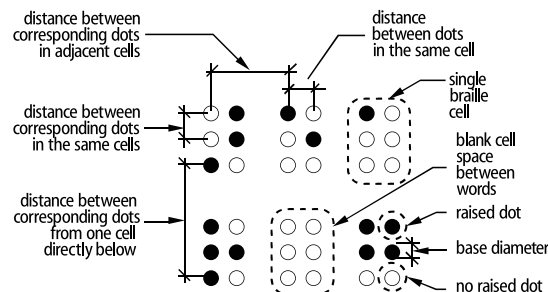 distance between
corresponding dots
in adjacent cells
distance
between dots
in the same cell
single
braille
cell
distance between
corresponding dots
in the same cells
blank cell
space
between
words
distance between
corresponding dots
from one cell
directly below
raised dot
base diameter
no raised dot